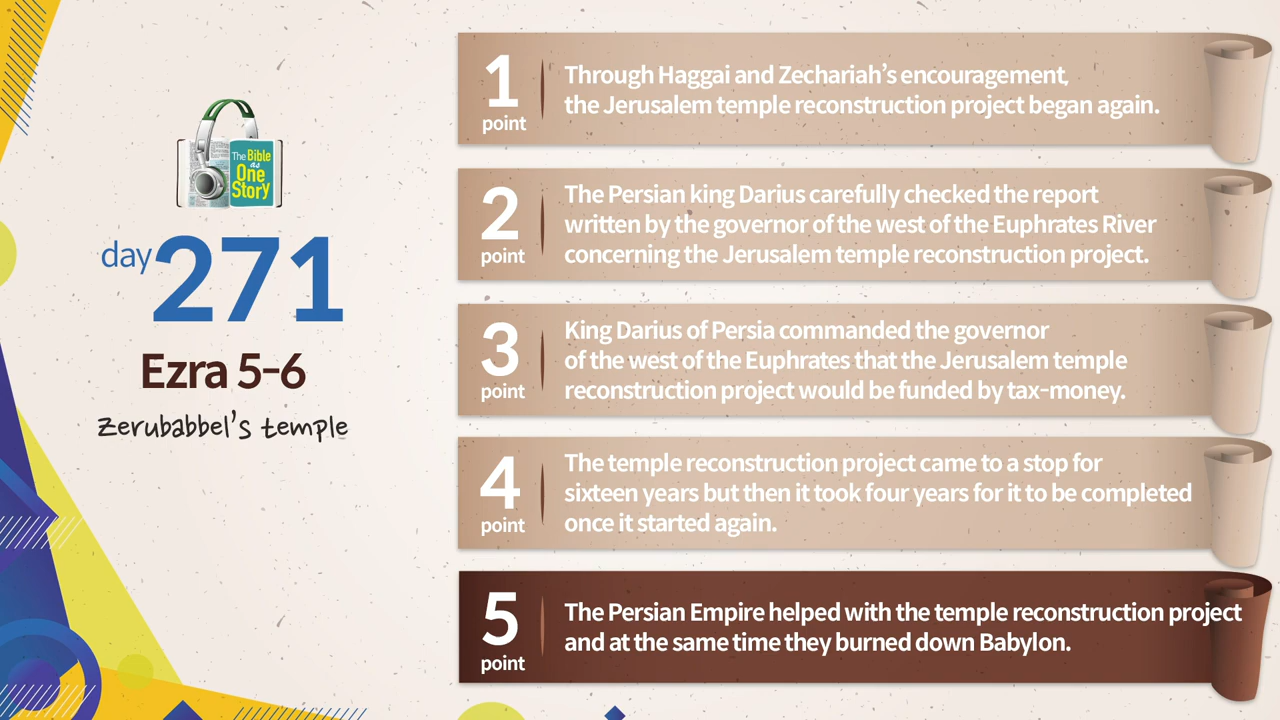 The Bible
as
One
Story
day271
Ezra 5-6
Zerubabbel's temple
1
point
Through Haggai and Zechariah's encouragement,
the Jerusalem temple reconstruction project began again.
2
point
The Persian king Darius carefully checked the report
written by the governor of the west of the Euphrates River
concerning the Jerusalem temple reconstruction project.
3
point
King Darius of Persia commanded the governor
of the west of the Euphrates that the Jerusalem temple
reconstruction project would be funded by tax-money.
4
point
The temple reconstruction project came to a stop for
sixteen years but then it took four years for it to be completed
once it started again.
5
point
The Persian Empire helped with the temple reconstruction project
and at the same time they burned down Babylon.